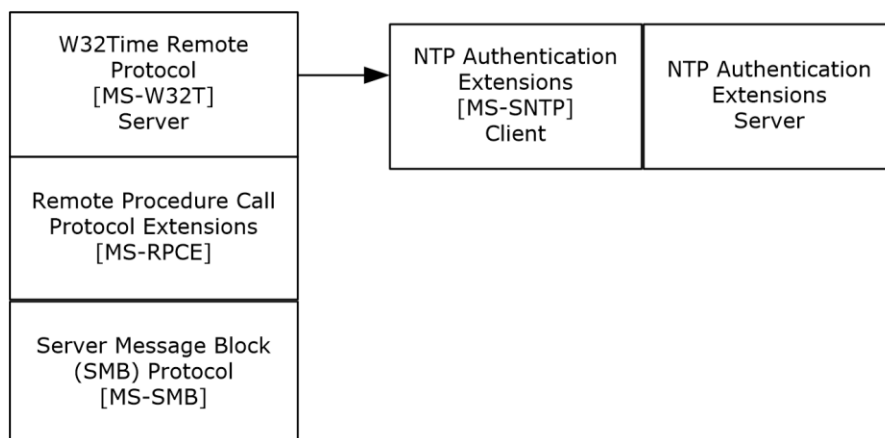 W32Time Remote
Protocol
[MS-W32T]
Server
NTP Authentication
Extensions
[MS-SNTP]
Client
NTP Authentication
Extensions
Server
Remote Procedure Call
Protocol Extensions
[MS-RPCE]
Server Message Block
(SMB) Protocol
[MS-SMB]